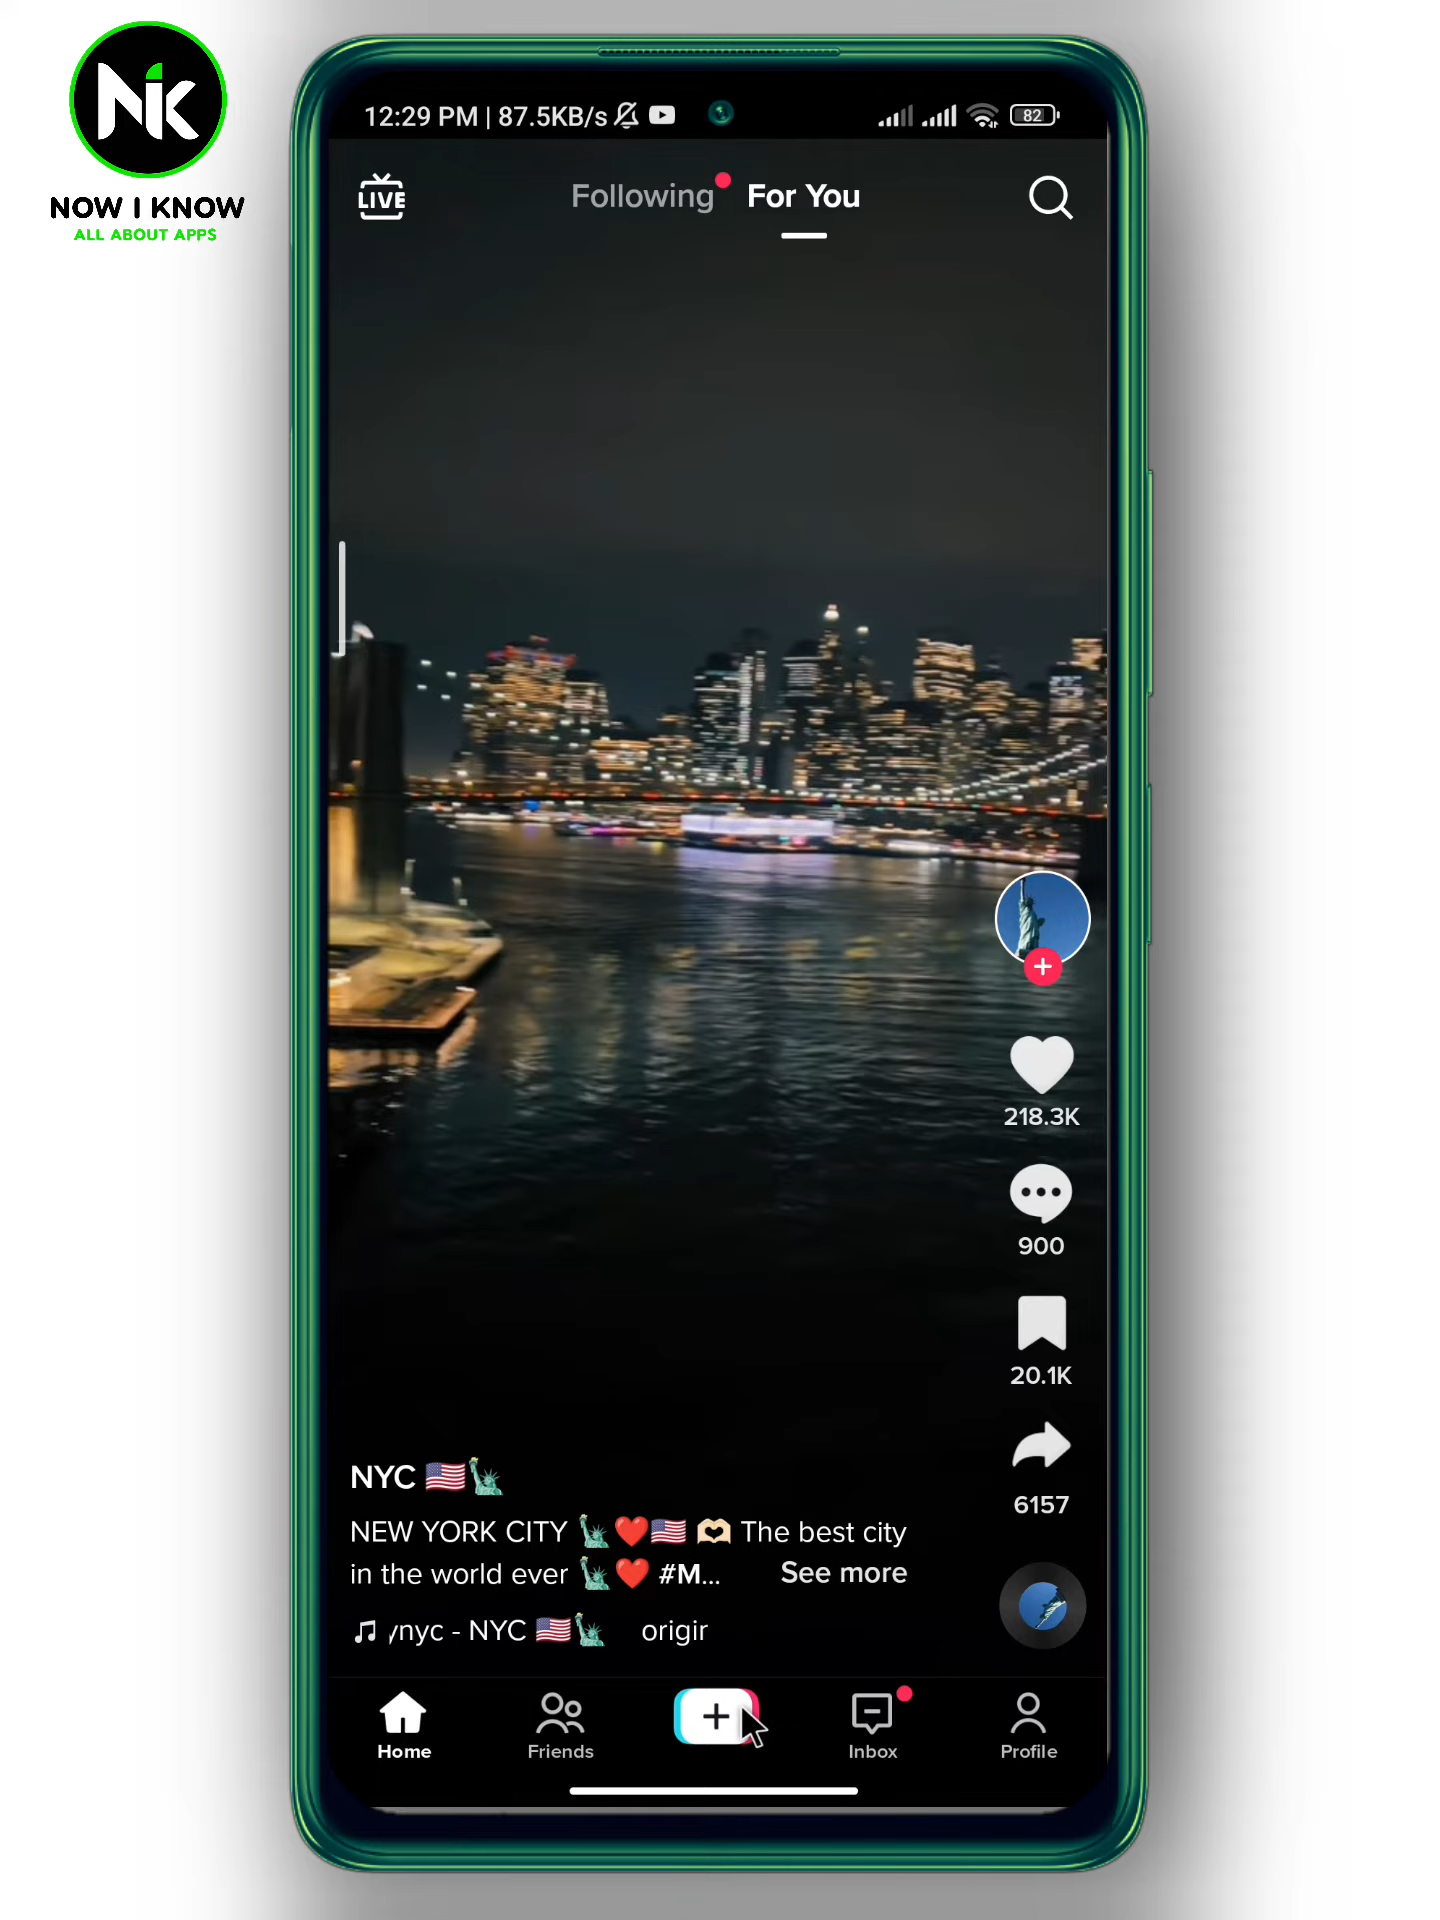 NiK
NOW I KNOW
ALL ABOUT APPS
12:29 PM | 87.5KB/s
82
LIVE
Following
For You
218.3K
900
20.1K
6157
NYC 🇺🇸🗽
NEW YORK CITY 🗽❤️🇺🇸 🫶🏼 The best city
in the world ever 🗽❤️ #M... See more
ynyc - NYC 🇺🇸🗽 origir
Home
Friends
Inbox
Profile